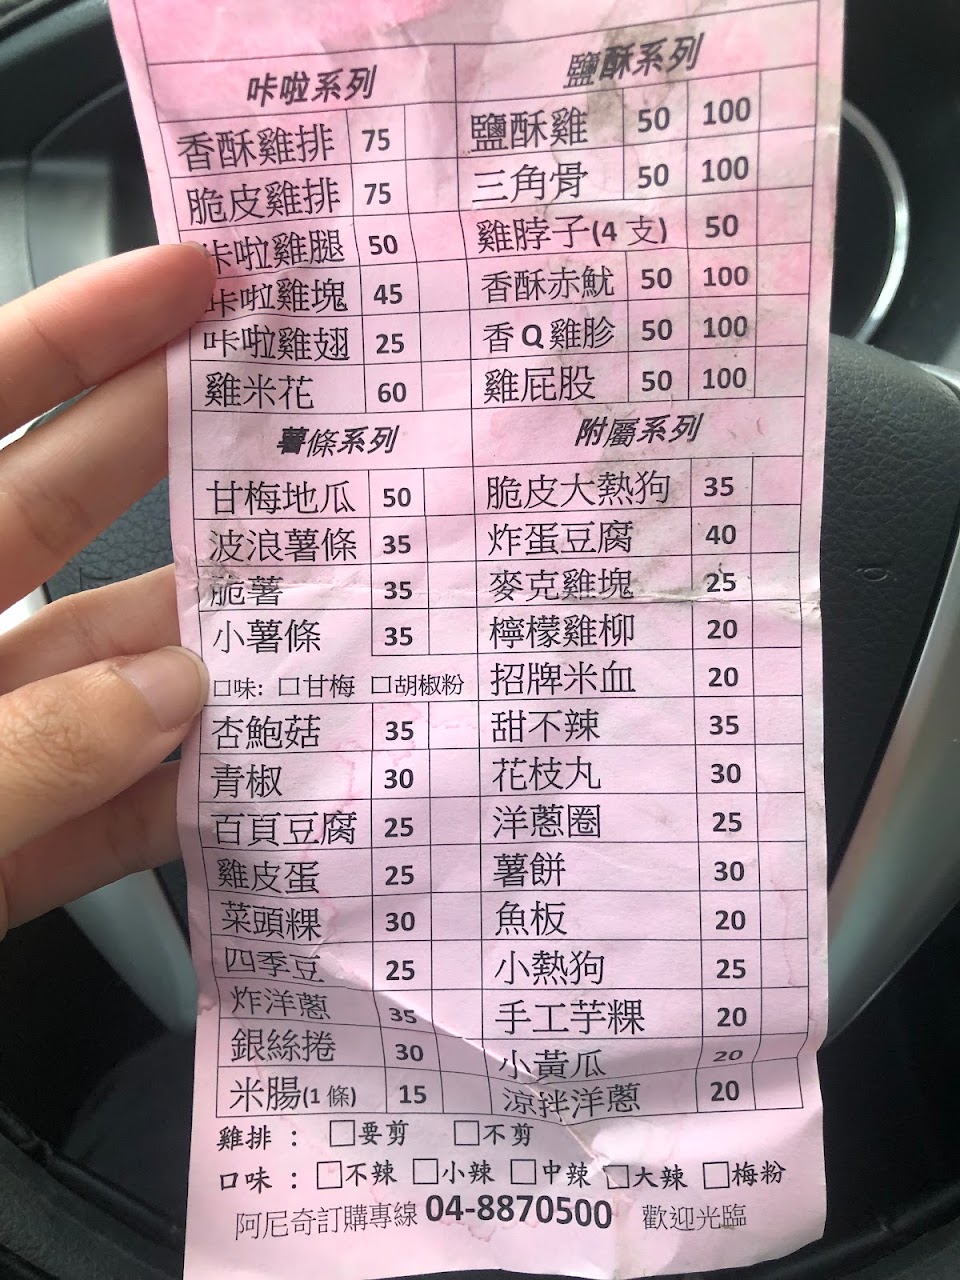 咔啦系列
香酥雞排 75
脆皮雞排 75
咔啦雞腿 50
咔啦雞塊 45
咔啦雞翅 25
雞米花 60
薯條系列
甘梅地瓜 50
波浪薯條 35
脆薯 35
小薯條 35
口味: □甘梅 □胡椒粉
杏鮑菇 35
青椒 30
百頁豆腐 25
雞皮蛋 25
菜頭粿 30
四季豆 25
炸洋蔥 35
銀絲捲 30
米腸(1 條) 15
鹽酥系列
鹽酥雞 50 100
三角骨 50 100
雞脖子(4 支) 50
香酥赤魷 50 100
香Q雞胗 50 100
雞屁股 50 100
附屬系列
脆皮大熱狗 35
炸蛋豆腐 40
麥克雞塊 25
檸檬雞柳 20
招牌米血 20
甜不辣 35
花枝丸 30
洋蔥圈 25
薯餅 30
魚板 20
小熱狗 25
手工芋粿 20
小黃瓜 20
涼拌洋蔥 20
雞排： □要剪 □不剪
口味：□不辣 □小辣 □中辣 □大辣 □梅粉
阿尼奇訂購專線 04-8870500 歡迎光臨